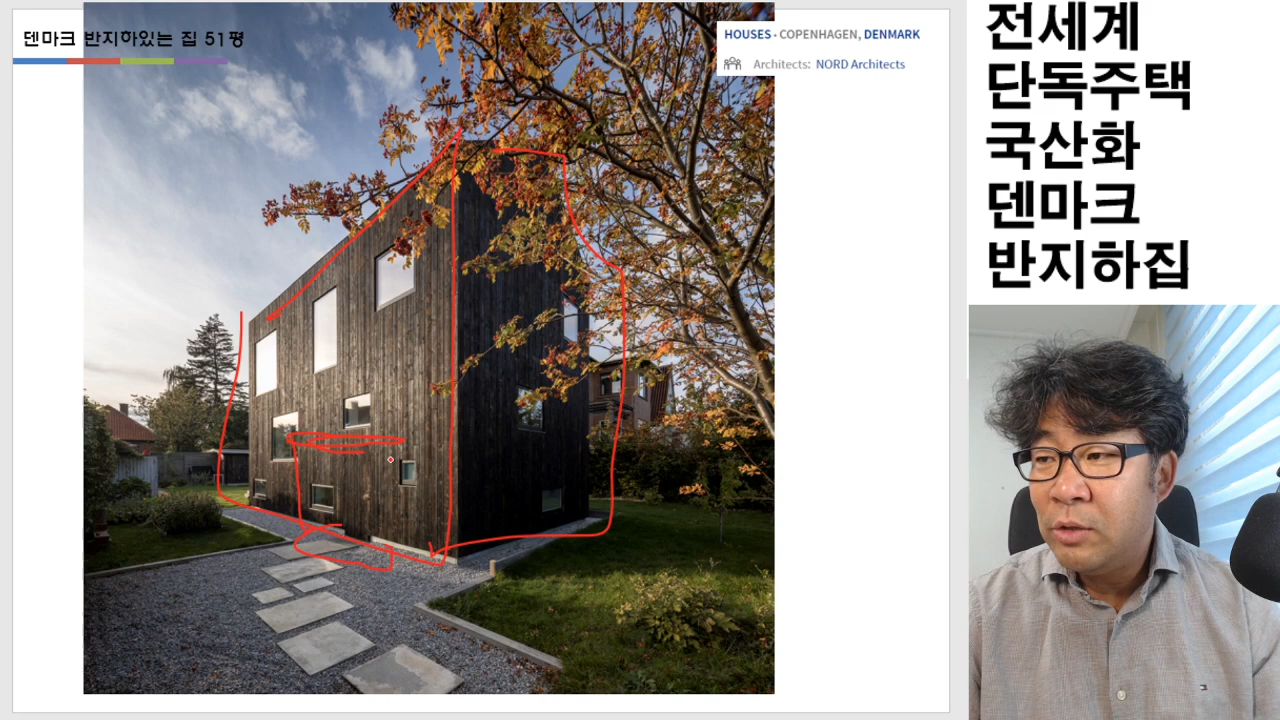 덴마크 반지하있는 집 51평
HOUSES · COPENHAGEN, DENMARK
Architects: NORD Architects
전세계
단독주택
국산화
덴마크
반지하집